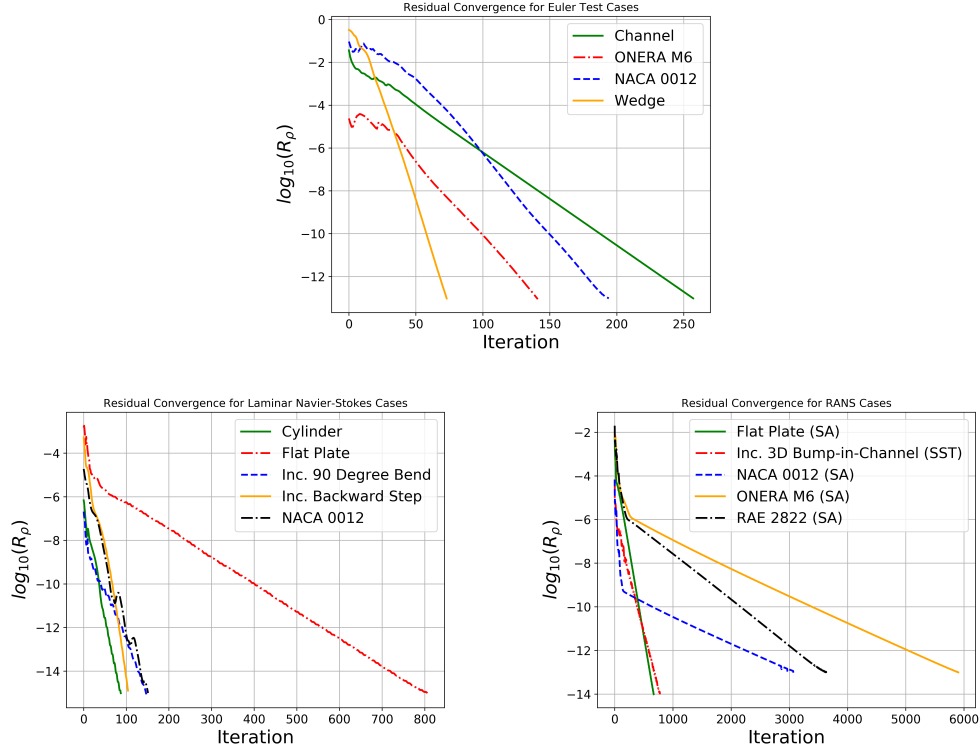 Residual Convergence for Euler Test Cases
0
−2
−4
−6
−8
−10
−12
log10(Rρ)
Channel
ONERA M6
NACA 0012
Wedge
0 50 100 150 200 250
Iteration
Residual Convergence for Laminar Navier-Stokes Cases
−4
−6
−8
−10
−12
−14
log10(Rρ)
Cylinder
Flat Plate
Inc. 90 Degree Bend
Inc. Backward Step
NACA 0012
0 100 200 300 400 500 600 700 800
Iteration
Residual Convergence for RANS Cases
−2
−4
−6
−8
−10
−12
−14
log10(Rρ)
Flat Plate (SA)
Inc. 3D Bump-in-Channel (SST)
NACA 0012 (SA)
ONERA M6 (SA)
RAE 2822 (SA)
0 1000 2000 3000 4000 5000 6000
Iteration